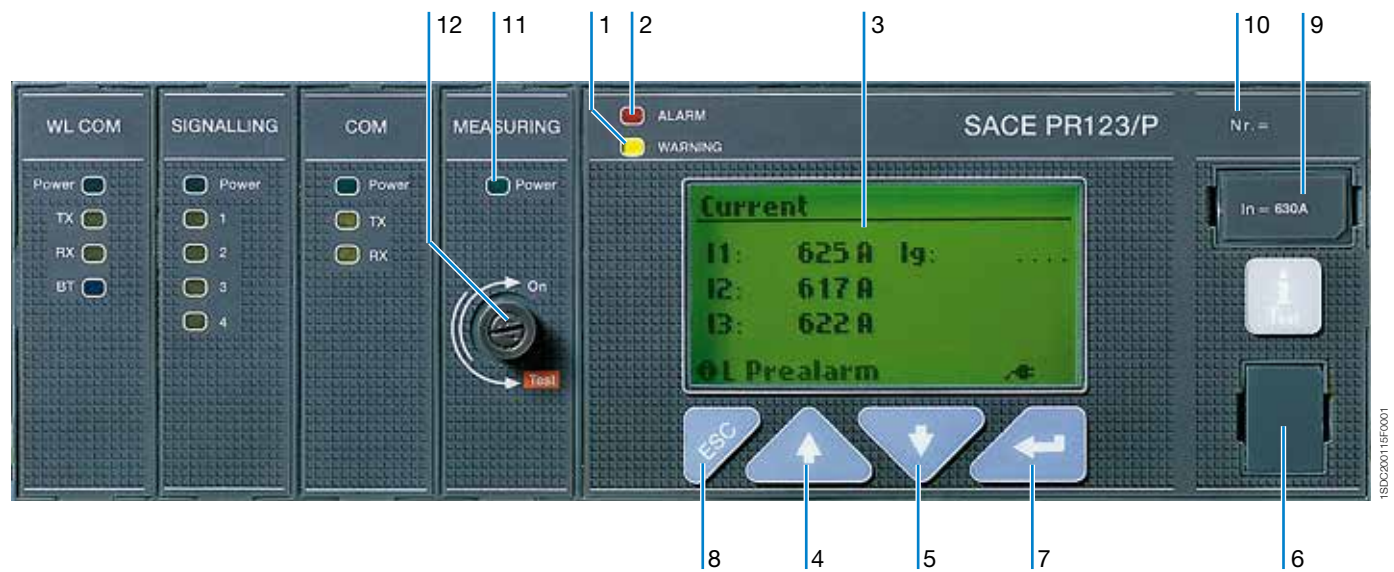 12 11 1 2 3 10 9
WL COM
Power
TX
RX
BT
SIGNALLING
Power
1
2
3
4
COM
Power
TX
RX
MEASURING
Power
On
Test
ALARM
WARNING
SACE PR123/P
Current
I1: 625 A Ig: ....
I2: 617 A
I3: 622 A
L Prealarm
ESC
Nr. =
In = 630A
i
Test
8 4 5 7 6
1SDC200115F0001